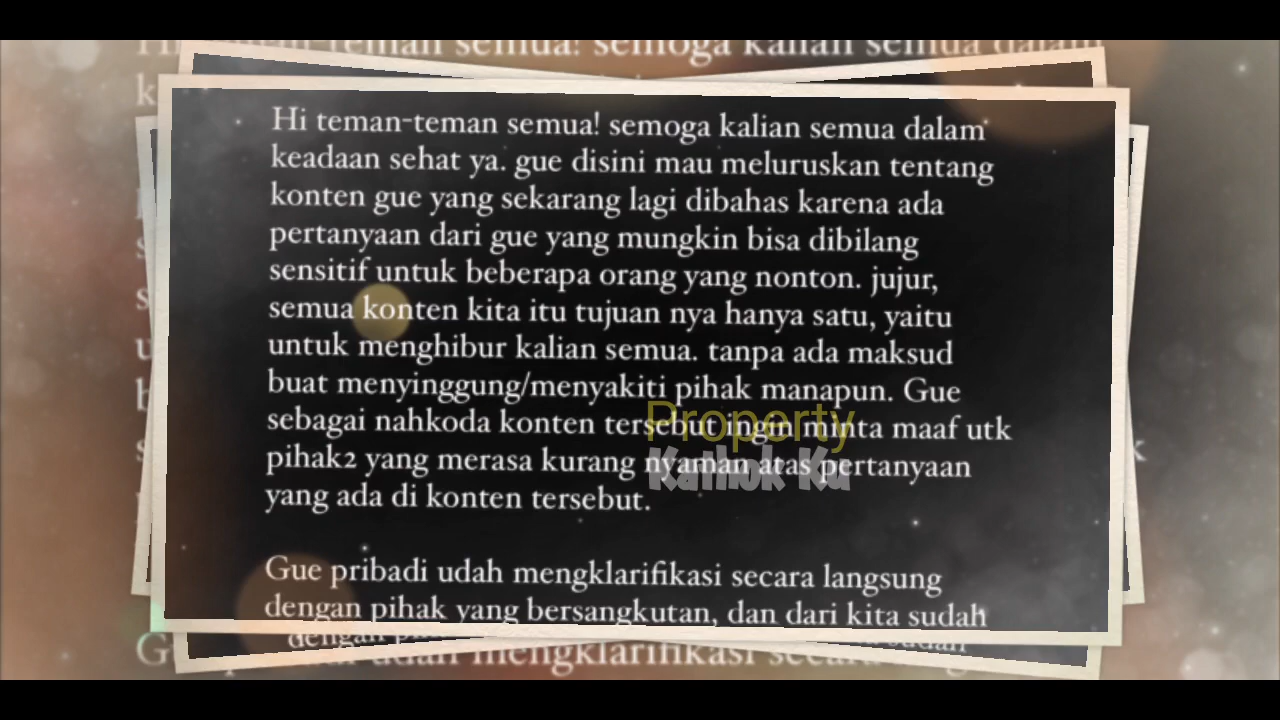 Hi teman-teman semua! semoga kalian semua dalam
keadaan sehat ya. gue disini mau meluruskan tentang
konten gue yang sekarang lagi dibahas karena ada
pertanyaan dari gue yang mungkin bisa dibilang
sensitif untuk beberapa orang yang nonton. jujur,
semua konten kita itu tujuan nya hanya satu, yaitu
untuk menghibur kalian semua. tanpa ada maksud
buat menyinggung/menyakiti pihak manapun. Gue
sebagai nahkoda konten tersebut ingin minta maaf utk
pihak2 yang merasa kurang nyaman atas pertanyaan
yang ada di konten tersebut.
Property
Kathok Ku
Gue pribadi udah mengklarifikasi secara langsung
dengan pihak yang bersangkutan, dan dari kita sudah